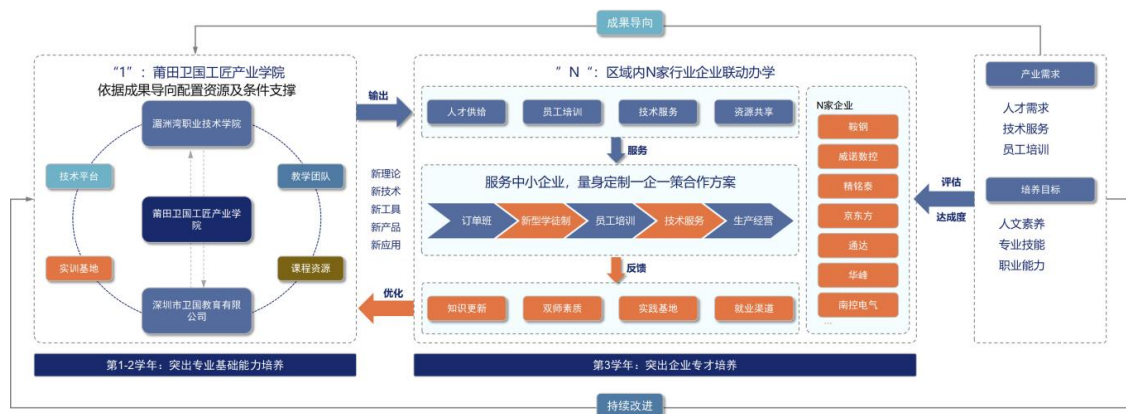 成果导向
“1”：莆田卫国工匠产业学院
依据成果导向配置资源及条件支撑
湄洲湾职业技术学院
技术平台
教学团队
莆田卫国工匠产业学
院
实训基地
课程资源
深圳市卫国教育有限
公司
第1-2学年：突出专业基础能力培养
输出
新理论
新技术
新工具
新产品
新应用
优化
“ N “：区域内N家行业企业联动办学
人才供给
员工培训
技术服务
资源共享
服务
服务中小企业，量身定制一企一策合作方案
订单班
新型学徒制
员工培训
技术服务
生产经营
反馈
知识更新
双师素质
实践基地
就业渠道
N家企业
鞍钢
威诺数控
精铭泰
京东方
通达
华峰
南控电气
...
第3学年：突出企业专才培养
评估
达成度
产业需求
人才需求
技术服务
员工培训
培养目标
人文素养
专业技能
职业能力
持续改进